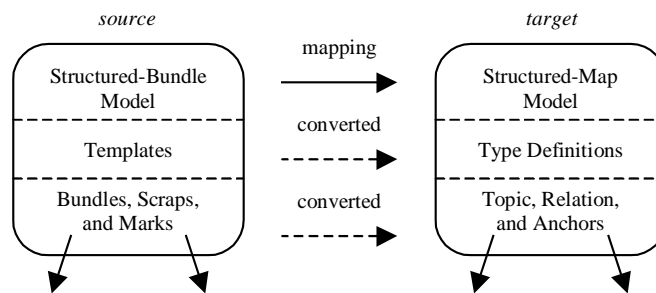 source
target
mapping
Structured-Bundle
Model
Structured-Map
Model
converted
Templates
Type Definitions
converted
Bundles, Scraps,
and Marks
Topic, Relation,
and Anchors